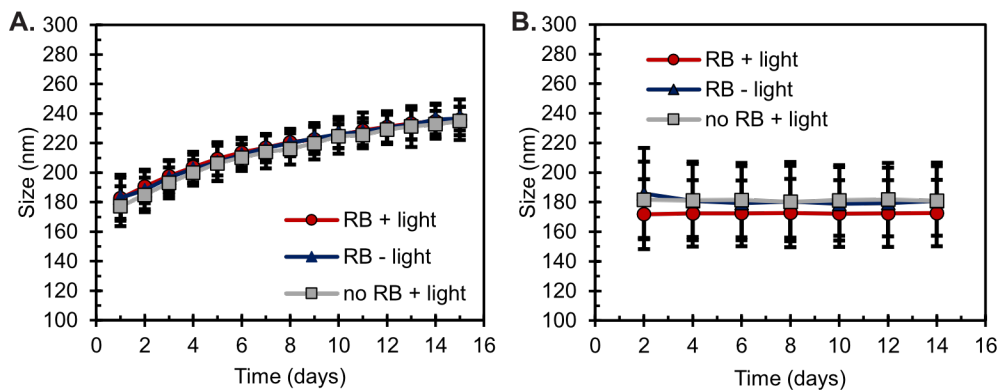 A.
300
280
260
240
220
200
180
160
140
120
100
Size (nm)
RB + light
RB - light
no RB + light
0 2 4 6 8 10 12 14 16
Time (days)
B.
300
280
260
240
220
200
180
160
140
120
100
Size (nm)
RB + light
RB - light
no RB + light
0 2 4 6 8 10 12 14 16
Time (days)